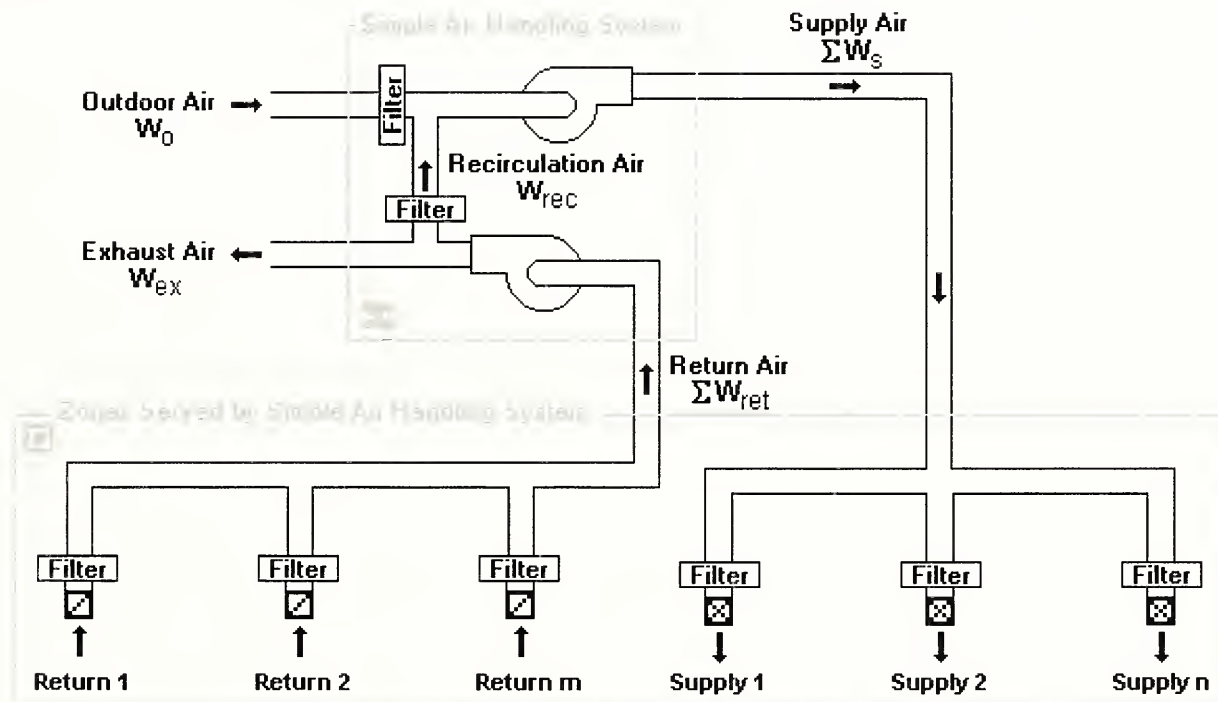 Simple Air Handling System
Supply Air
ΣWs
Outdoor Air
Wo
Filter
Recirculation Air
Wrec
Filter
Exhaust Air
Wex
Return Air
ΣWret
Zones Served by Simple Air Handling System
Filter
Filter
Filter
Filter
Filter
Filter
Return 1
Return 2
Return m
Supply 1
Supply 2
Supply n